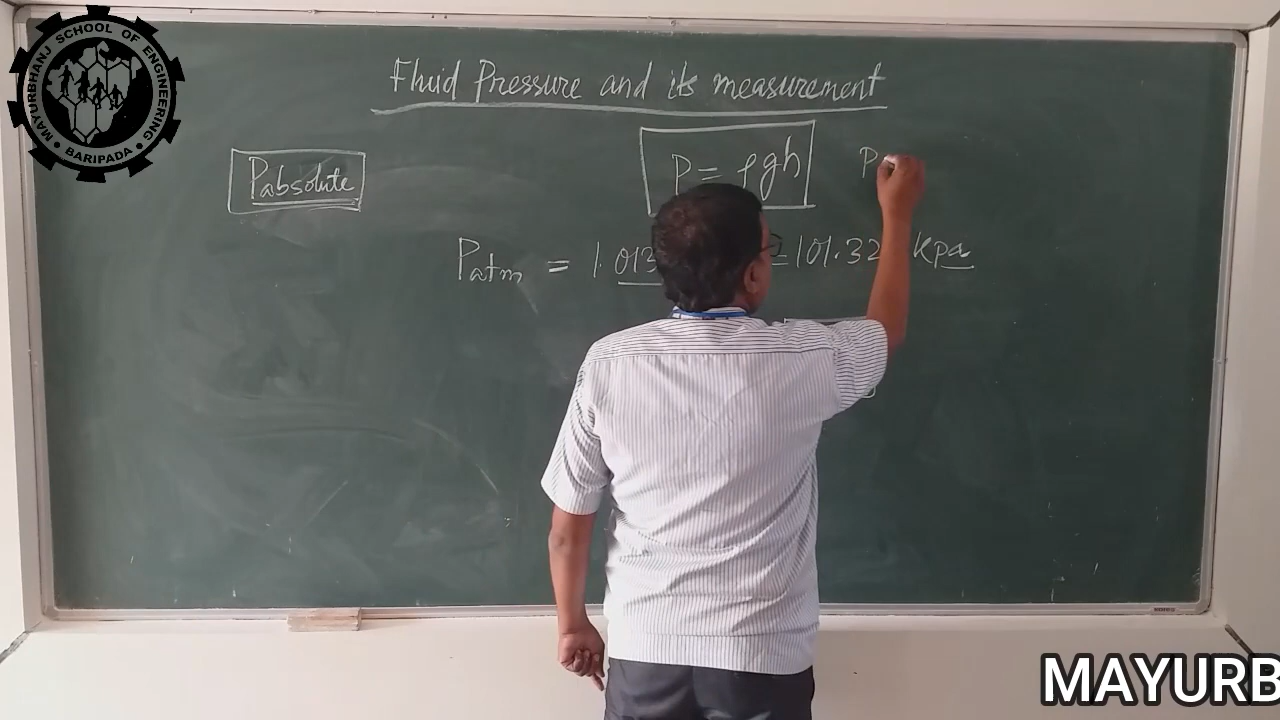 MAYURBHANJ SCHOOL OF ENGINEERING
• BARIPADA •
Fluid Pressure and its measurement
Pabsolute
P = ρgh
P
Patm = 1.013 = 101.32 kpa
MAYURB